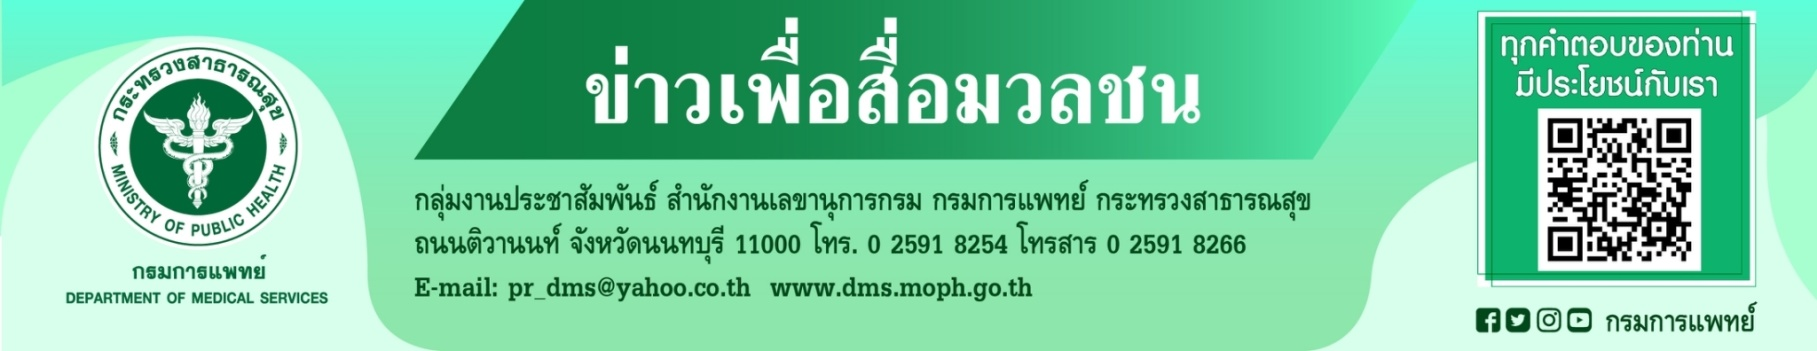 กระทรวงสาธารณสุข
MINISTRY OF PUBLIC HEALTH
กรมการแพทย์
DEPARTMENT OF MEDICAL SERVICES
ข่าวเพื่อสื่อมวลชน
กลุ่มงานประชาสัมพันธ์ สำนักงานเลขานุการกรม กรมการแพทย์ กระทรวงสาธารณสุข
ถนนติวานนท์ จังหวัดนนทบุรี 11000 โทร. 0 2591 8254 โทรสาร 0 2591 8266
E-mail: pr_dms@yahoo.co.th www.dms.moph.go.th
ทุกคำตอบของท่าน
มีประโยชน์กับเรา
กรมการแพทย์